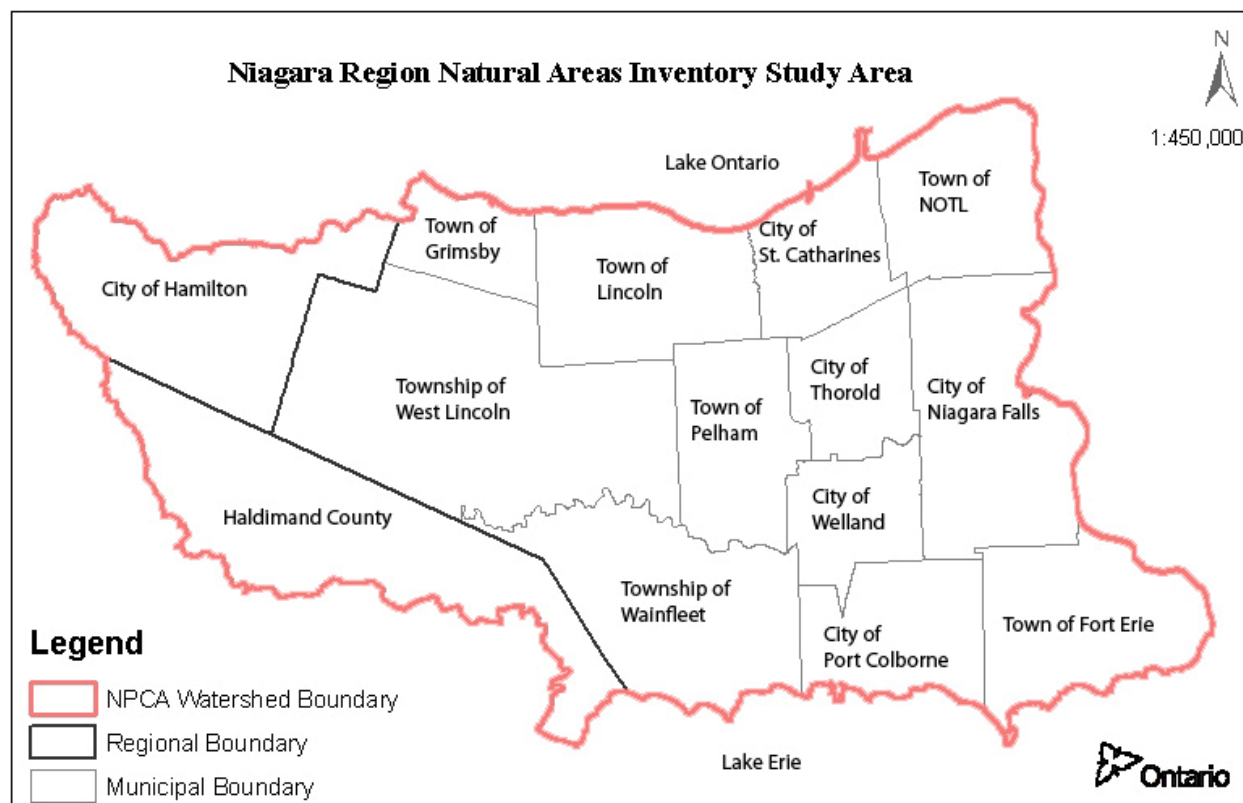 Niagara Region Natural Areas Inventory Study Area
N
1:450,000
Lake Ontario
Town of
NOTL
Town of
Grimsby
City of
St. Catharines
Town of
Lincoln
City of Hamilton
Township of
West Lincoln
Town of
Pelham
City of
Thorold
City of
Niagara Falls
Haldimand County
City of
Welland
Township of
Wainfleet
City of
Port Colborne
Town of Fort Erie
Legend
NPCA Watershed Boundary
Regional Boundary
Municipal Boundary
Lake Erie
Ontario